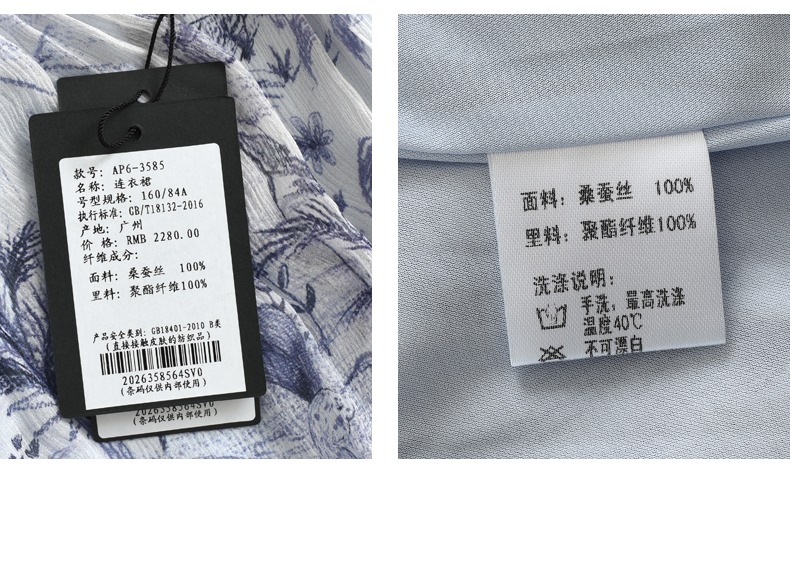 款号: AP6-3585
名称: 连衣裙
号型规格: 160/84A
执行标准: GB/T18132-2016
产地: 广州
价 格: RMB 2280.00
纤维成分:
面料: 桑蚕丝 100%
里料: 聚酯纤维100%
产品安全类别: GB18401-2010 B类
(直接接触皮肤的纺织品)
2026358564SV0
(条码仅供内部使用)
2026358564SV0
(条码仅供内部使用)
面料: 桑蚕丝 100%
里料: 聚酯纤维100%
洗涤说明:
手洗, 最高洗涤
温度40℃
不可漂白